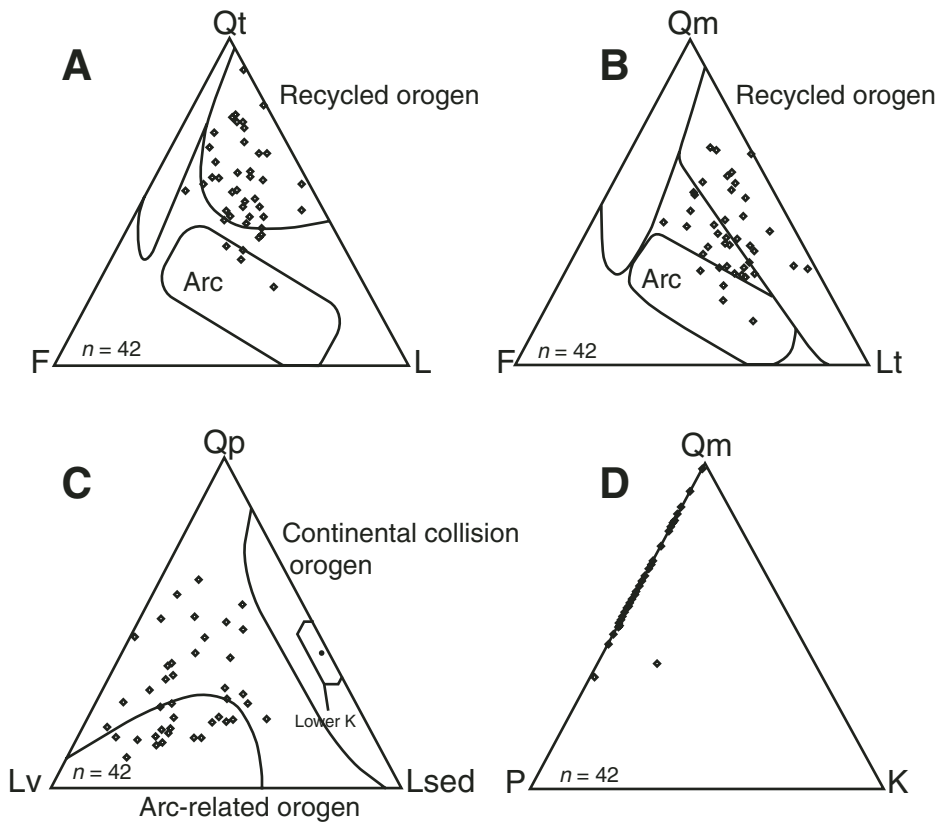 A
Qt
Recycled orogen
Arc
F
n = 42
L
B
Qm
Recycled orogen
Arc
F
n = 42
Lt
C
Qp
Continental collision
orogen
Lower K
Lv
n = 42
Lsed
Arc-related orogen
D
Qm
P
n = 42
K